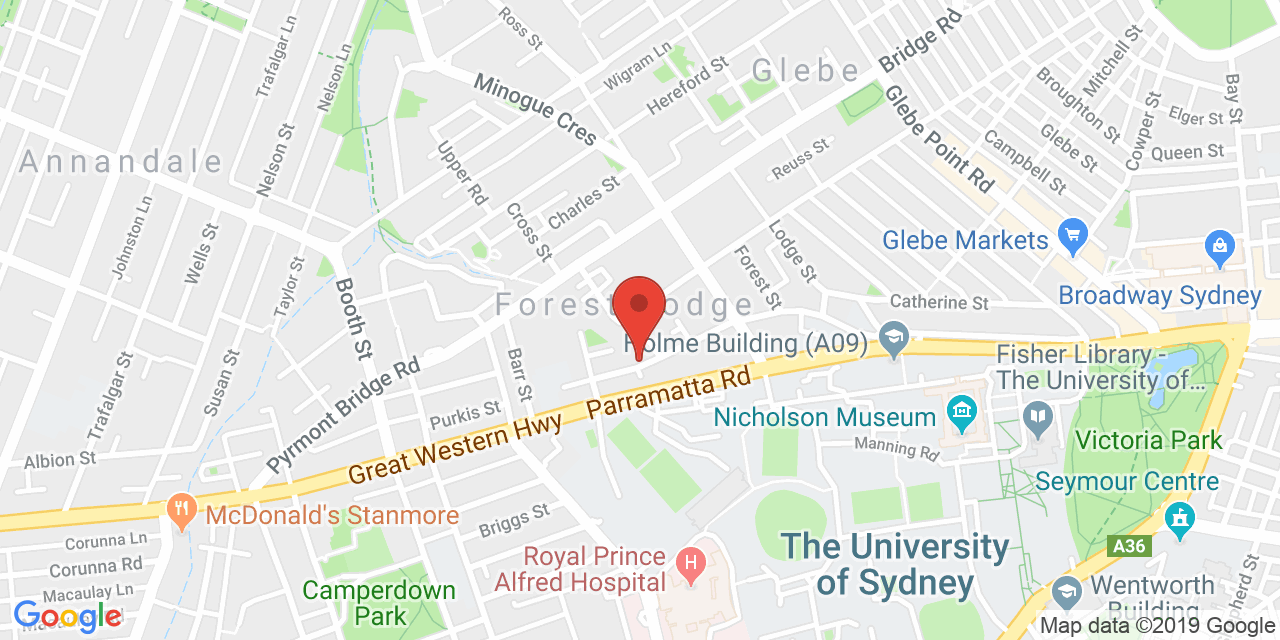 Ross St
Wigram Ln
Hereford St
Glebe
Bridge Rd
Mitchell St
Broughton St
Bay St
Trafalgar Ln
Nelson Ln
Minogue Cres
Glebe Point Rd
Cowper St
Elger St
Glebe St
Queen St
Campbell St
Annandale
Nelson St
Upper Rd
Reuss St
Charles St
Cross St
Johnston Ln
Wells St
Taylor St
Forest St
Lodge St
Glebe Markets
Broadway Sydney
Catherine St
Booth St
Holme Building (A09)
Fisher Library -
The University of...
Parramatta Rd
Trafalgar St
Susan St
Pyrmont Bridge Rd
Barr St
Purkis St
Great Western Hwy
Nicholson Museum
Manning Rd
Victoria Park
Seymour Centre
Albion St
McDonald's Stanmore
Briggs St
Corunna Ln
Corunna Rd
Macaulay Ln
Royal Prince
Alfred Hospital
H
The University
of Sydney
A36
Camperdown
Park
Wentworth
Building
Google
Map data ©2019 Google